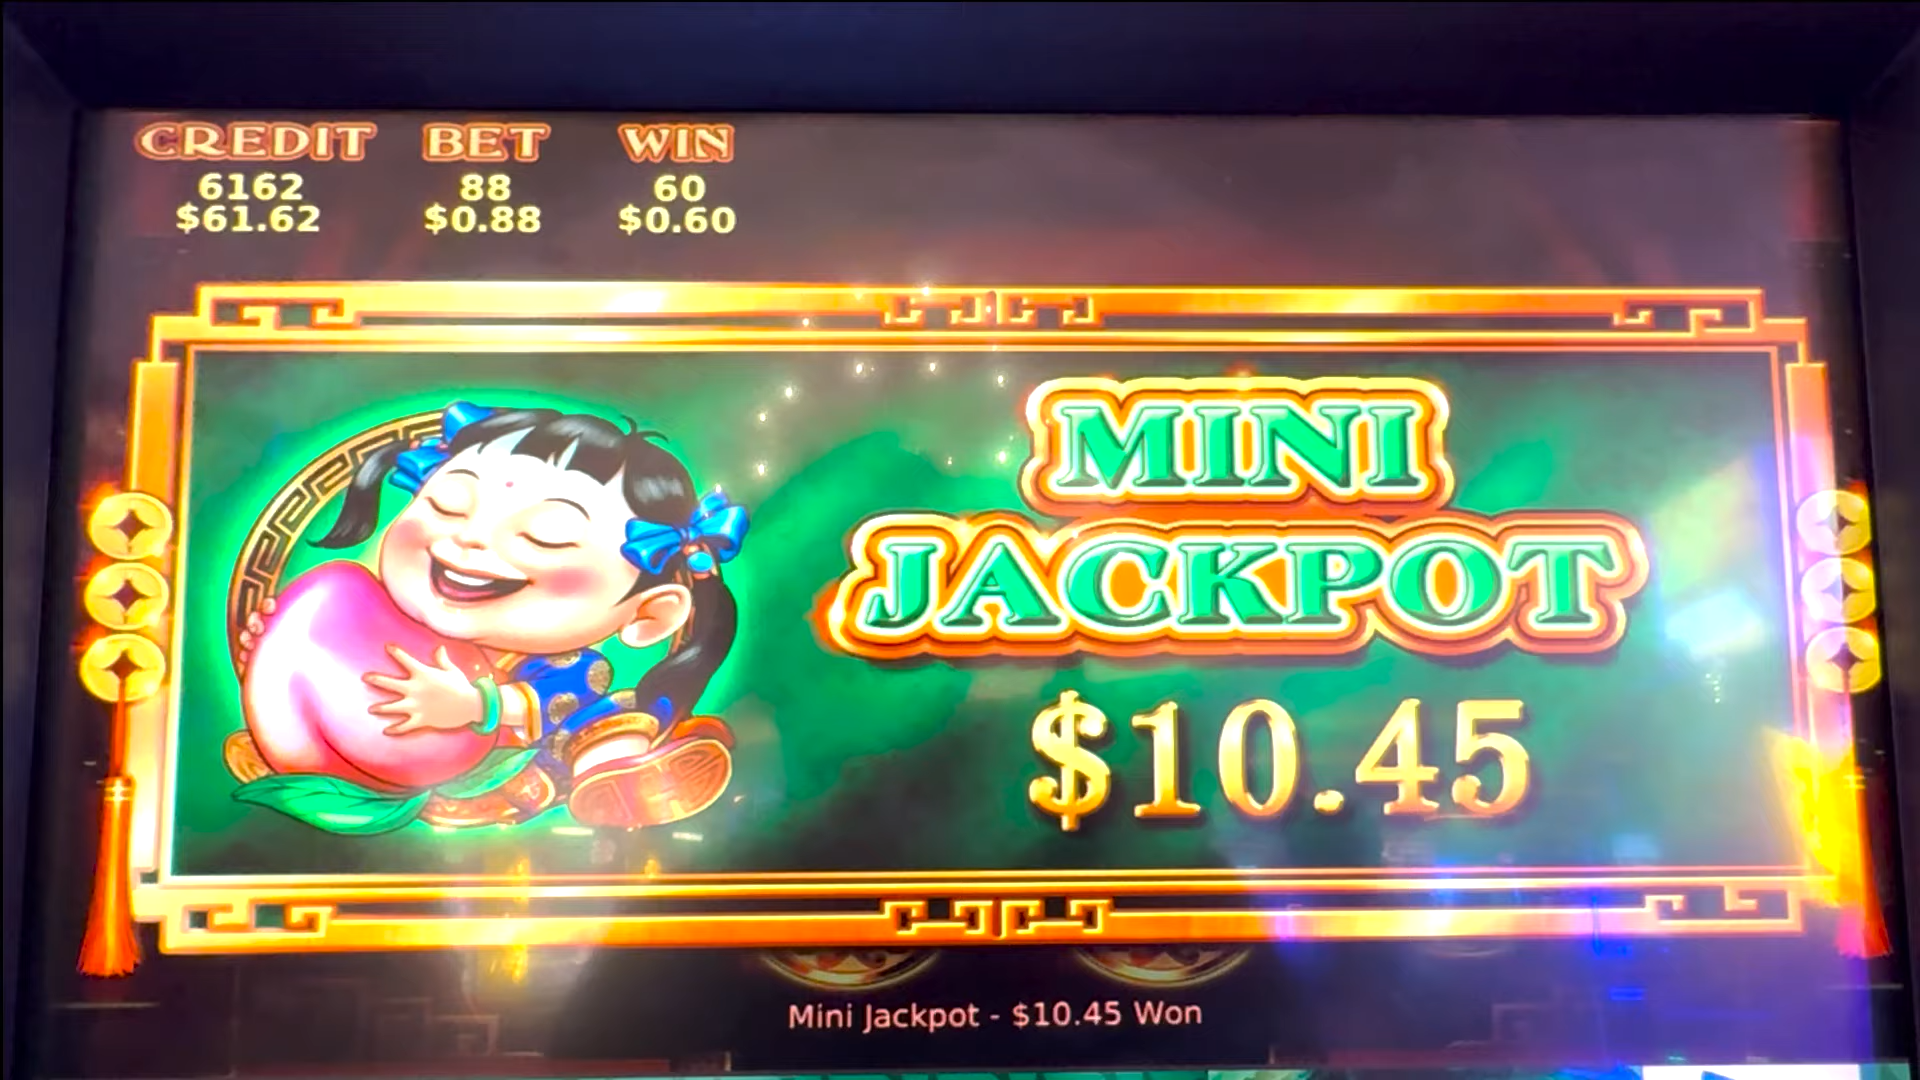 CREDIT BET WIN
6162 88 60
$61.62 $0.88 $0.60
MINI
JACKPOT
$10.45
Mini Jackpot - $10.45 Won